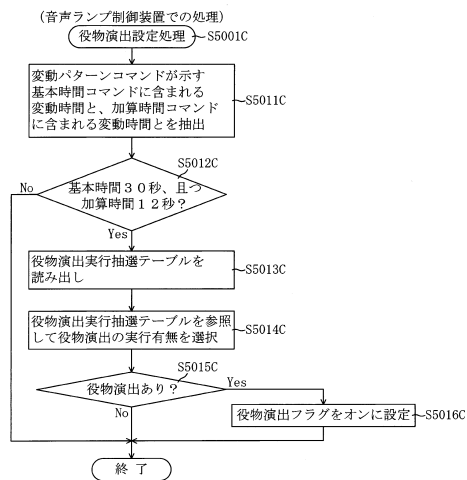 (音声ランプ制御装置での処理)
役物演出設定処理
S5001C
変動パターンコマンドが示す
基本時間コマンドに含まれる
変動時間と、加算時間コマンド
に含まれる変動時間とを抽出
S5011C
S5012C
基本時間30秒、且つ
加算時間12秒?
No
Yes
役物演出実行抽選テーブルを
読み出し
S5013C
役物演出実行抽選テーブルを参照
して役物演出の実行有無を選択
S5014C
S5015C
役物演出あり?
Yes
No
役物演出フラグをオンに設定
S5016C
終了